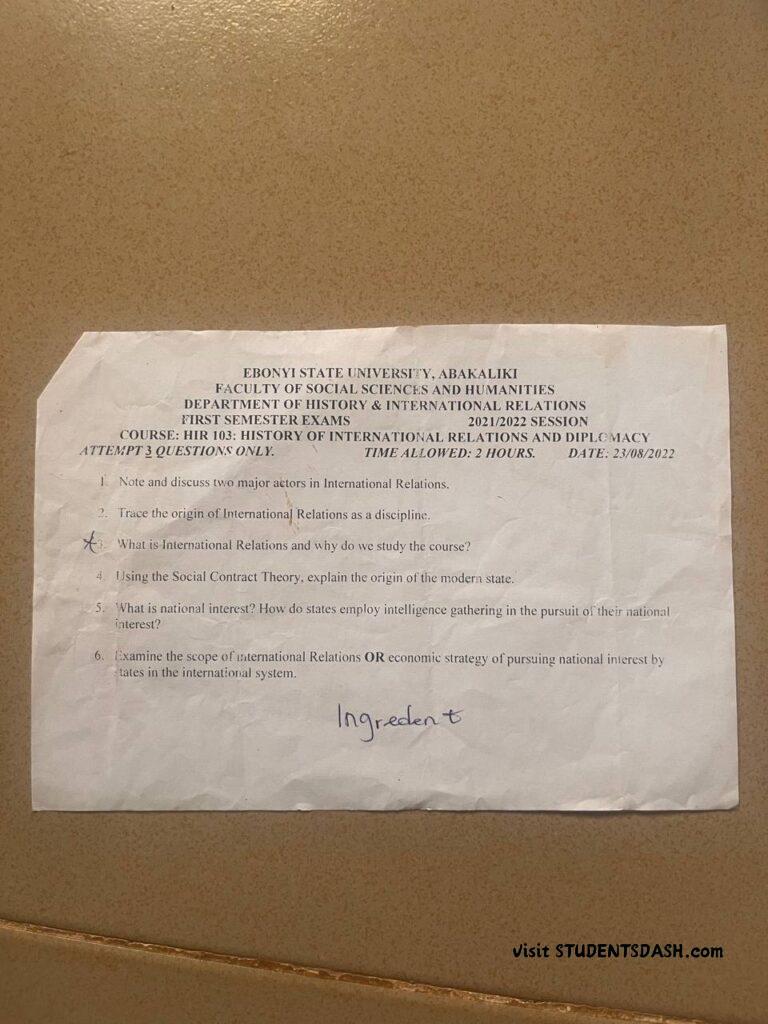 EBONYI STATE UNIVERSITY, ABAKALIKI
FACULTY OF SOCIAL SCIENCES AND HUMANITIES
DEPARTMENT OF HISTORY & INTERNATIONAL RELATIONS
FIRST SEMESTER EXAMS 2021/2022 SESSION
COURSE: HIR 103: HISTORY OF INTERNATIONAL RELATIONS AND DIPLOMACY
ATTEMPT 3 QUESTIONS ONLY. TIME ALLOWED: 2 HOURS. DATE: 23/08/2022
1. Note and discuss two major actors in International Relations.
2. Trace the origin of International Relations as a discipline.
3. What is International Relations and why do we study the course?
4. Using the Social Contract Theory, explain the origin of the modern state.
5. What is national interest? How do states employ intelligence gathering in the pursuit of their national
interest?
6. Examine the scope of international Relations OR economic strategy of pursuing national interest by
states in the international system.
Ingredent
visit STUDENTSDASH.com